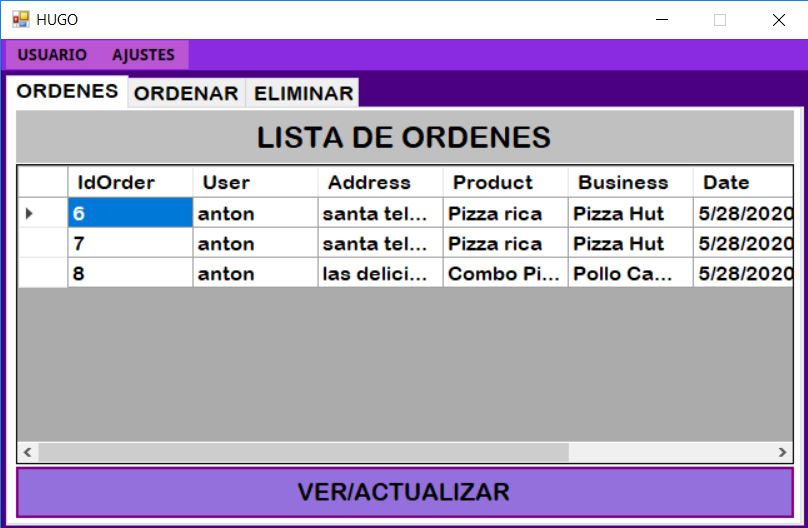 HUGO
USUARIO AJUSTES
ORDENES ORDENAR ELIMINAR
LISTA DE ORDENES
IdOrder User Address Product Business Date
6 anton santa tel... Pizza rica Pizza Hut 5/28/2020
7 anton santa tel... Pizza rica Pizza Hut 5/28/2020
8 anton las delici... Combo Pi... Pollo Ca... 5/28/2020
VER/ACTUALIZAR